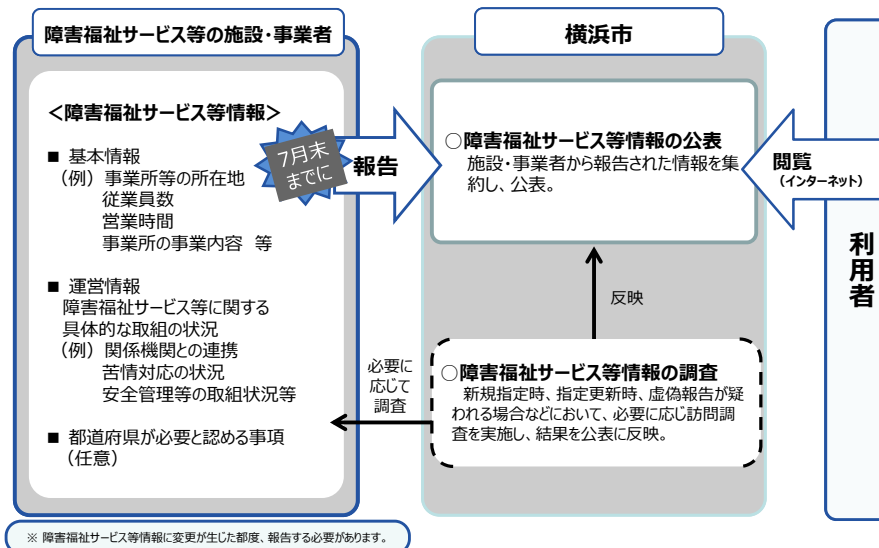 障害福祉サービス等の施設・事業者
＜障害福祉サービス等情報＞
■ 基本情報
（例）事業所等の所在地
従業員数
営業時間
事業所の事業内容 等
■ 運営情報
障害福祉サービス等に関する
具体的な取組の状況
（例）関係機関との連携
苦情対応の状況
安全管理等の取組状況等
■ 都道府県が必要と認める事項
（任意）
7月末
までに
報告
横浜市
○障害福祉サービス等情報の公表
施設・事業者から報告された情報を集
約し、公表。
反映
必要に
応じて
調査
○障害福祉サービス等情報の調査
新規指定時、指定更新時、虚偽報告が疑
われる場合などにおいて、必要に応じ訪問調
査を実施し、結果を公表に反映。
閲覧
（インターネット）
利用者
※ 障害福祉サービス等情報に変更が生じた都度、報告する必要があります。